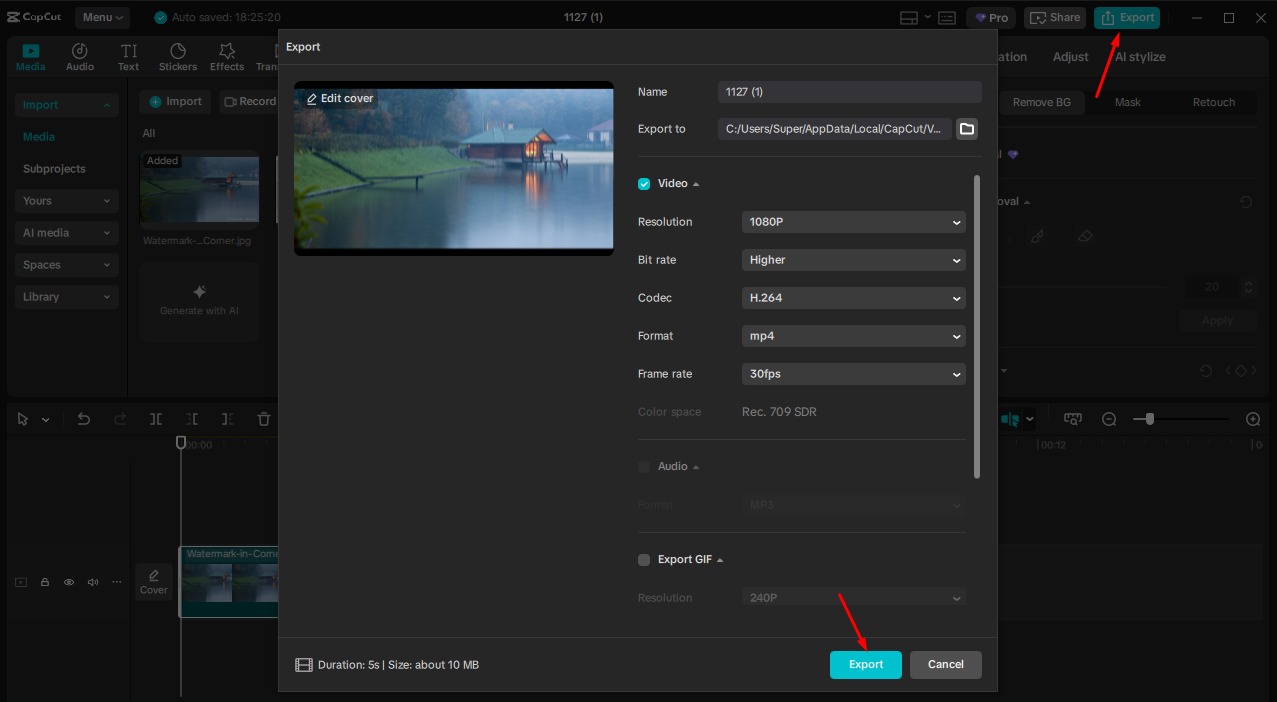 CapCut
Menu
Auto saved: 18:25:20
1127 (1)
Pro
Share
Export
Media
Audio
Text
Stickers
Effects
Tran
ation
Adjust
AI stylize
Import
Media
Subprojects
Yours
AI media
Spaces
Library
Import
Record
All
Added
Watermark-...Corner.jpg
Generate with AI
Export
Edit cover
Name
1127 (1)
Export to
C:/Users/Super/AppData/Local/CapCut/V...
Video
Resolution
1080P
Bit rate
Higher
Codec
H.264
Format
mp4
Frame rate
30fps
Color space
Rec. 709 SDR
Audio
Format
MP3
Export GIF
Resolution
240P
Duration: 5s | Size: about 10 MB
Export
Cancel
Remove BG
Mask
Retouch
l
oval
20
Apply
00:00
00:12
0
Cover
Watermark-in-Corne